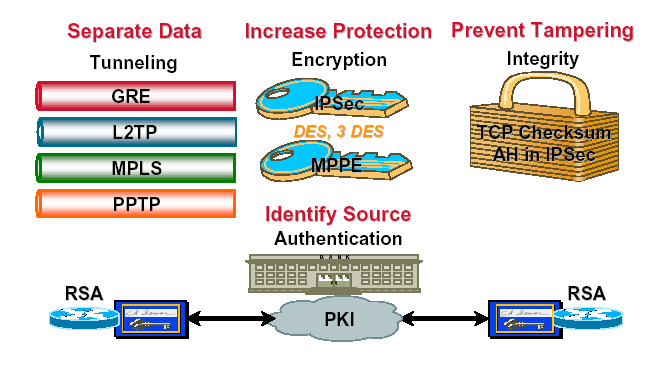 Separate Data
Tunneling
GRE
L2TP
MPLS
PPTP
Increase Protection
Encryption
IPSec
DES, 3 DES
MPPE
Prevent Tampering
Integrity
TCP Checksum
AH in IPSec
Identify Source
Authentication
BANK
RSA
PKI
RSA